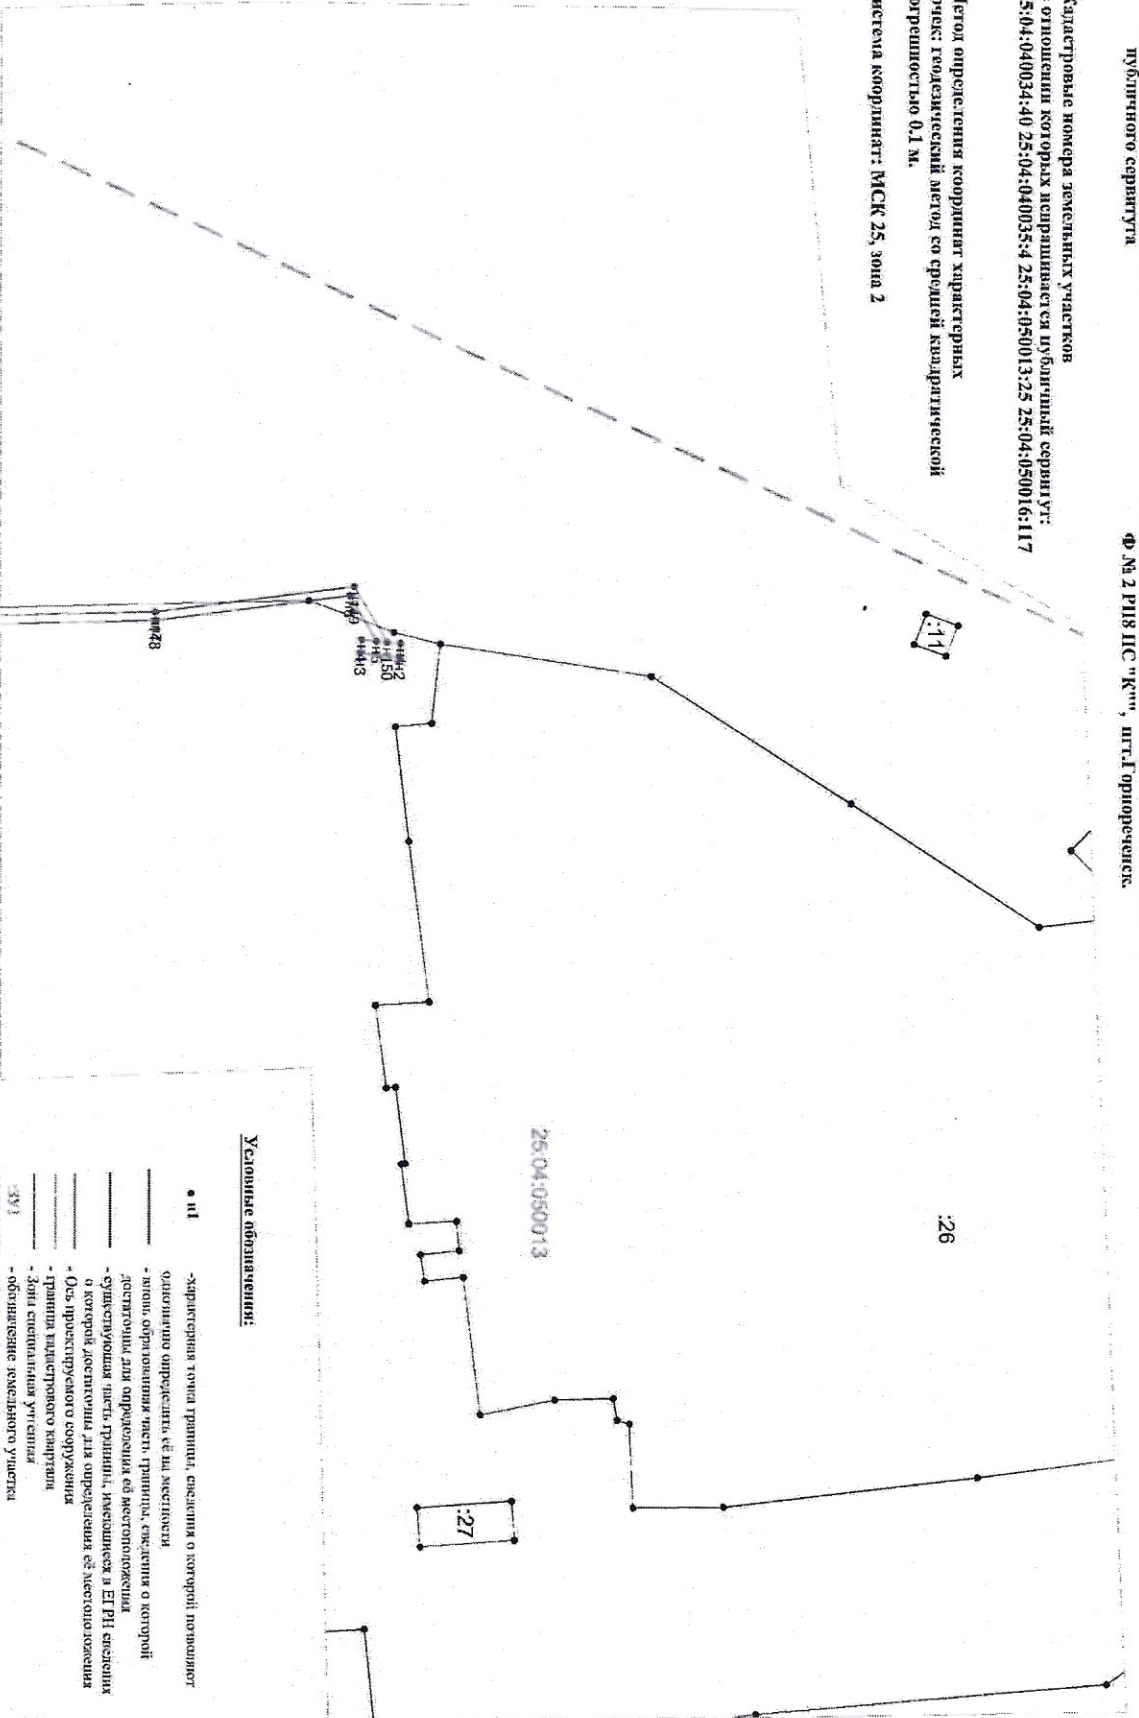 публичного сервитута
Ф № 2 РП8 ПС "К"", пгт.Горнореченск.
адастровые номера земельных участков
отношении которых испрашивается публичный сервитут:
5:04:040034:40 25:04:040035:4 25:04:050013:25 25:04:050016:117
етод определения координат характерных
очек: геодезический метод со средней квадратической
огрешностью 0.1 м.
истема координат: МСК 25, зона 2
:11
:26
25:04:050013
:27
Условные обозначения:
• н1 -характерная точка границы, сведения о которой позволяют
однозначно определить её на местности
- вновь образованная часть границы, сведения о которой
достаточны для определения её местоположения
- существующая часть границы, имеющиеся в ЕГРН сведения
о которой достаточны для определения её местоположения
- Ось проектируемого сооружения
- граница кадастрового квартала
- Зона специальная учтенная
:ЗУ1 - обозначение земельного участка